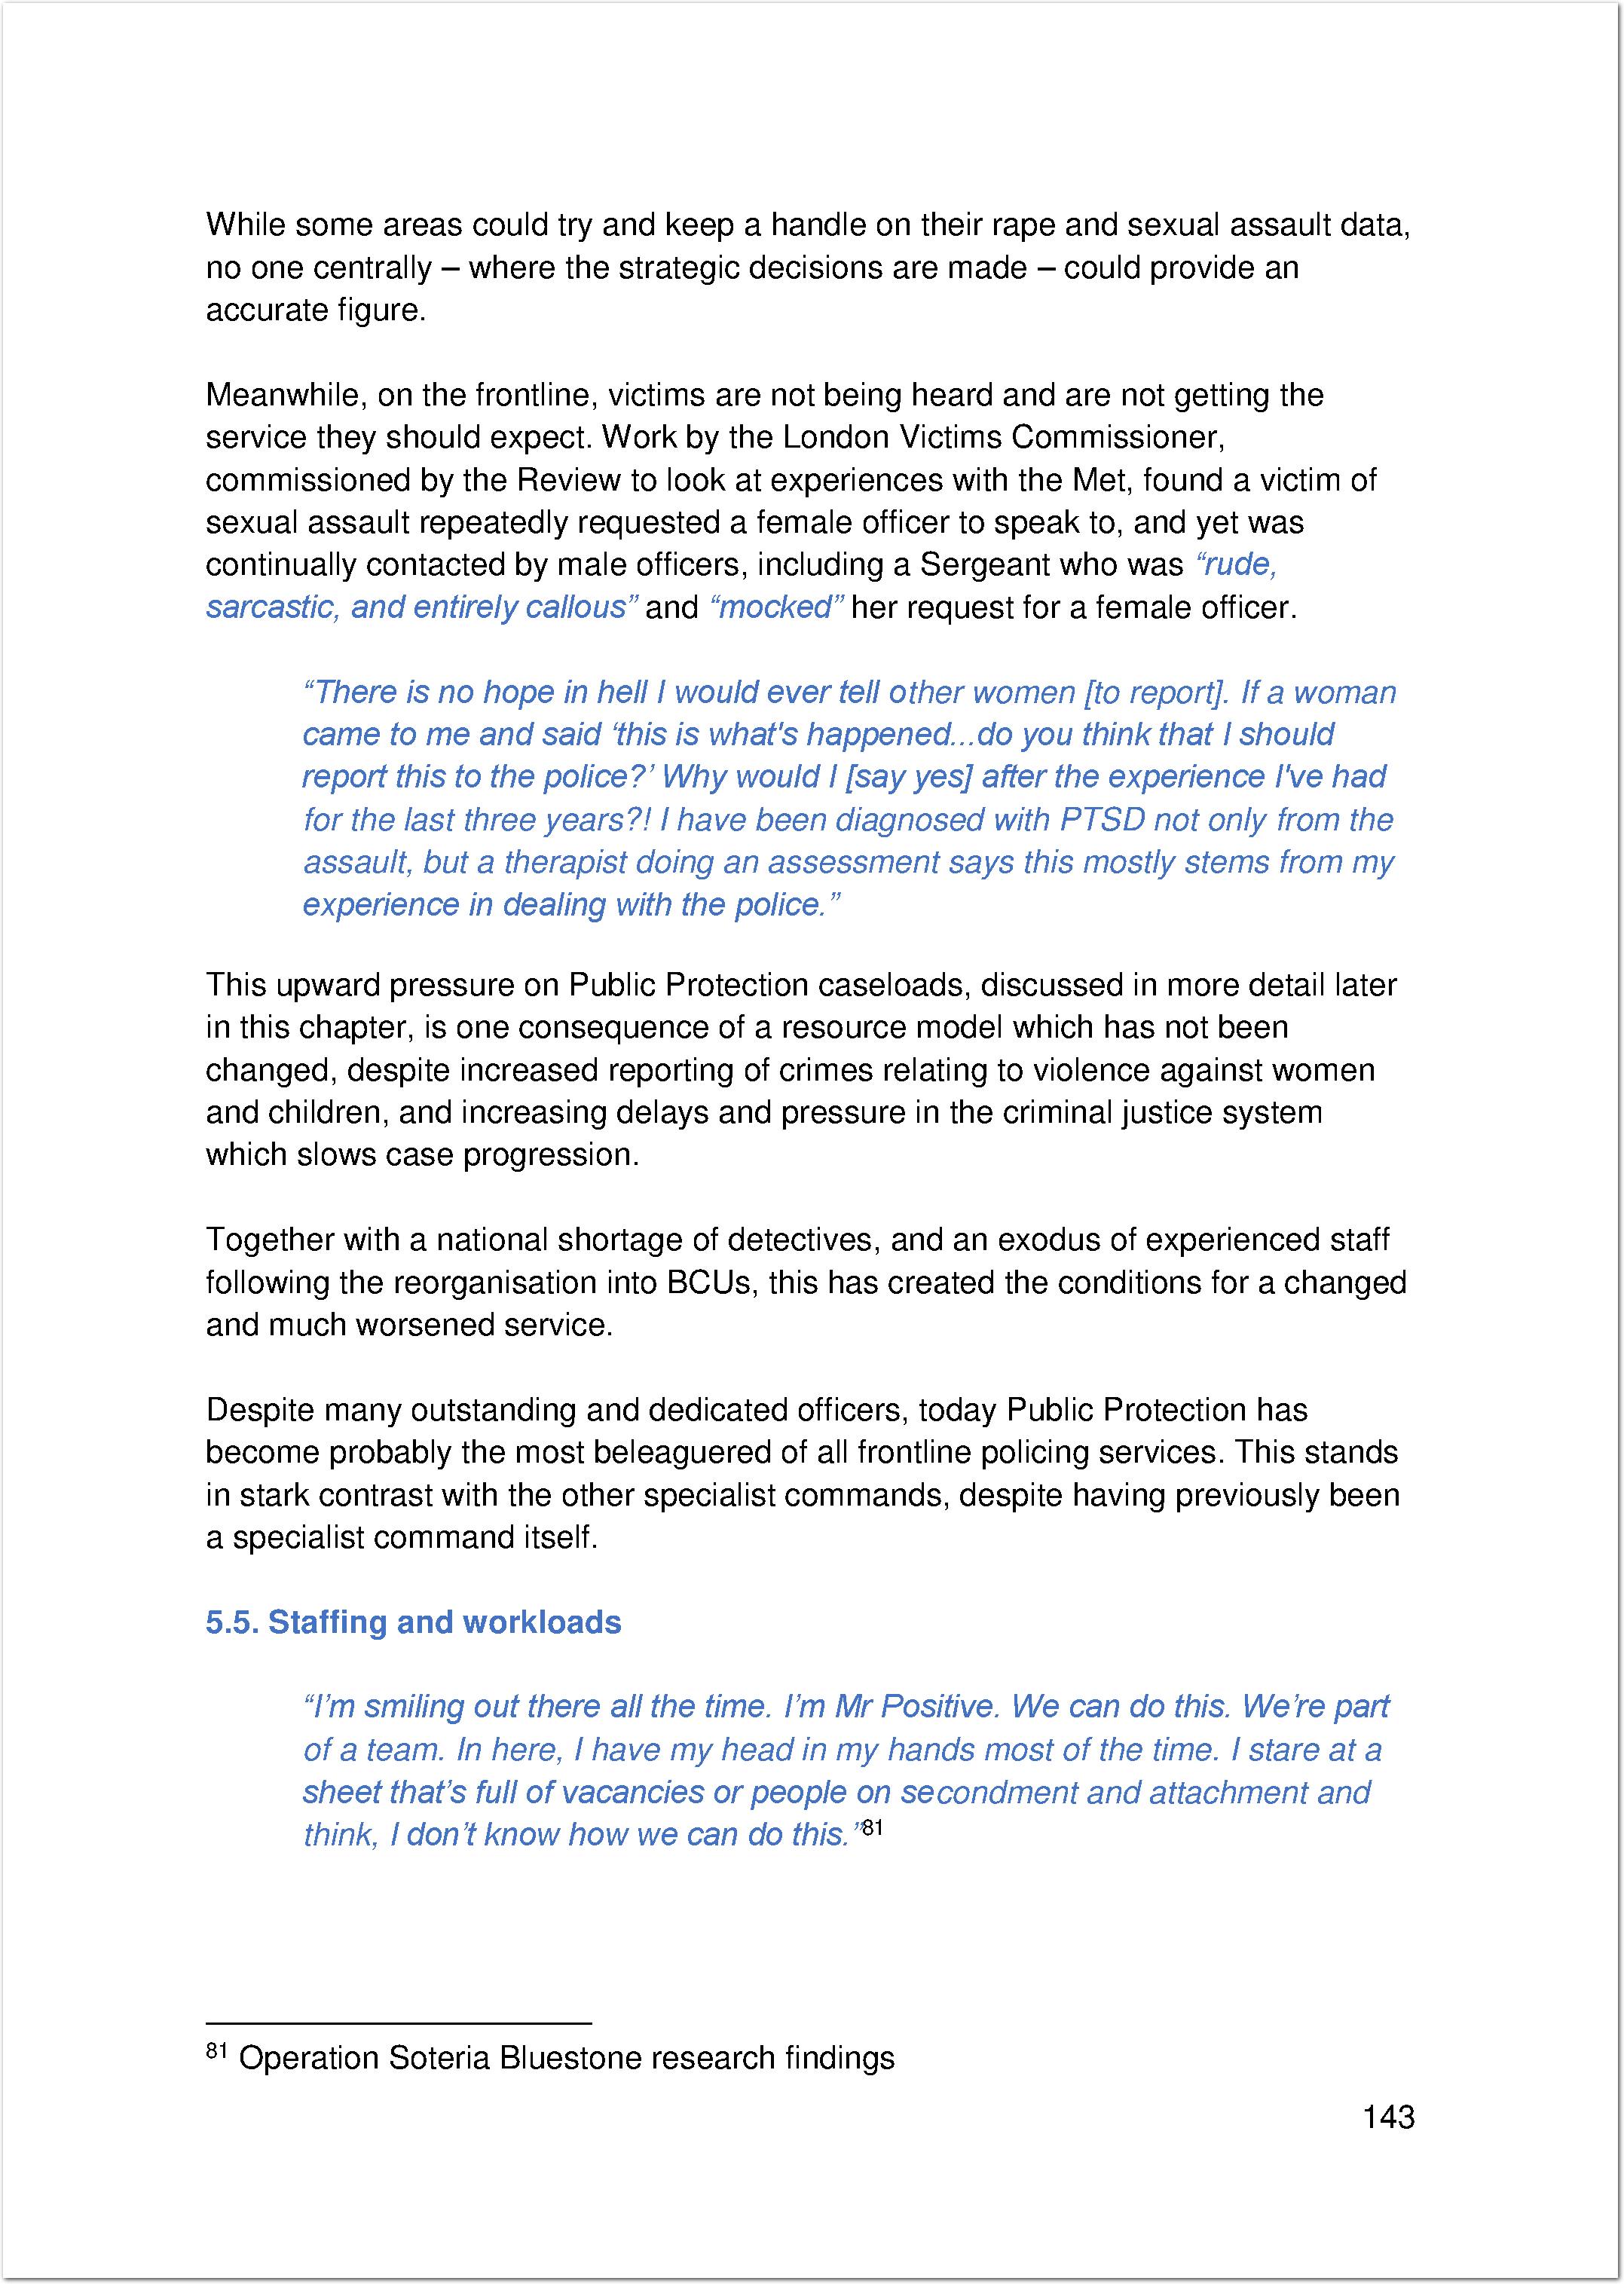 While some areas could try and keep a handle on their rape and sexual assault data,
no one centrally – where the strategic decisions are made – could provide an
accurate figure.
Meanwhile, on the frontline, victims are not being heard and are not getting the
service they should expect. Work by the London Victims Commissioner,
commissioned by the Review to look at experiences with the Met, found a victim of
sexual assault repeatedly requested a female officer to speak to, and yet was
continually contacted by male officers, including a Sergeant who was “rude,
sarcastic, and entirely callous” and “mocked” her request for a female officer.
“There is no hope in hell I would ever tell other women [to report]. If a woman
came to me and said ‘this is what's happened...do you think that I should
report this to the police?’ Why would I [say yes] after the experience I've had
for the last three years?! I have been diagnosed with PTSD not only from the
assault, but a therapist doing an assessment says this mostly stems from my
experience in dealing with the police.”
This upward pressure on Public Protection caseloads, discussed in more detail later
in this chapter, is one consequence of a resource model which has not been
changed, despite increased reporting of crimes relating to violence against women
and children, and increasing delays and pressure in the criminal justice system
which slows case progression.
Together with a national shortage of detectives, and an exodus of experienced staff
following the reorganisation into BCUs, this has created the conditions for a changed
and much worsened service.
Despite many outstanding and dedicated officers, today Public Protection has
become probably the most beleaguered of all frontline policing services. This stands
in stark contrast with the other specialist commands, despite having previously been
a specialist command itself.
5.5. Staffing and workloads
“I’m smiling out there all the time. I’m Mr Positive. We can do this. We’re part
of a team. In here, I have my head in my hands most of the time. I stare at a
sheet that’s full of vacancies or people on secondment and attachment and
think, I don’t know how we can do this.”81
81 Operation Soteria Bluestone research findings
143